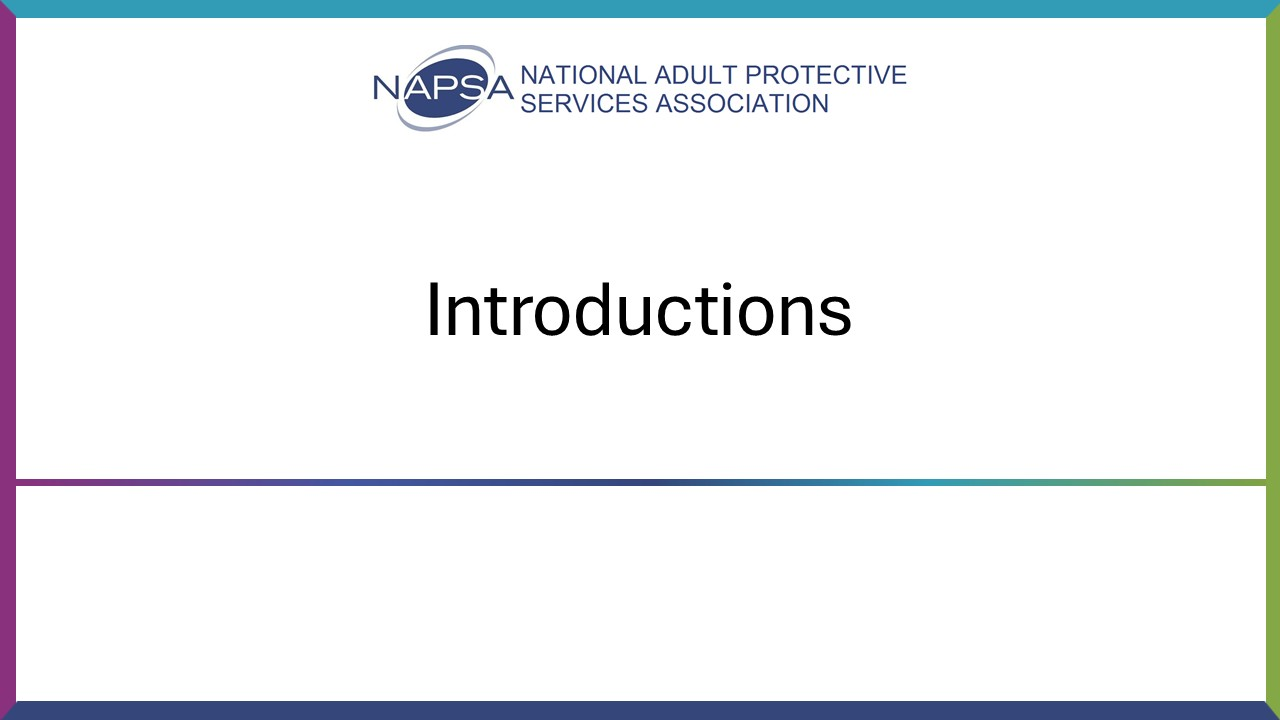 NAPSA
NATIONAL ADULT PROTECTIVE
SERVICES ASSOCIATION
Introductions